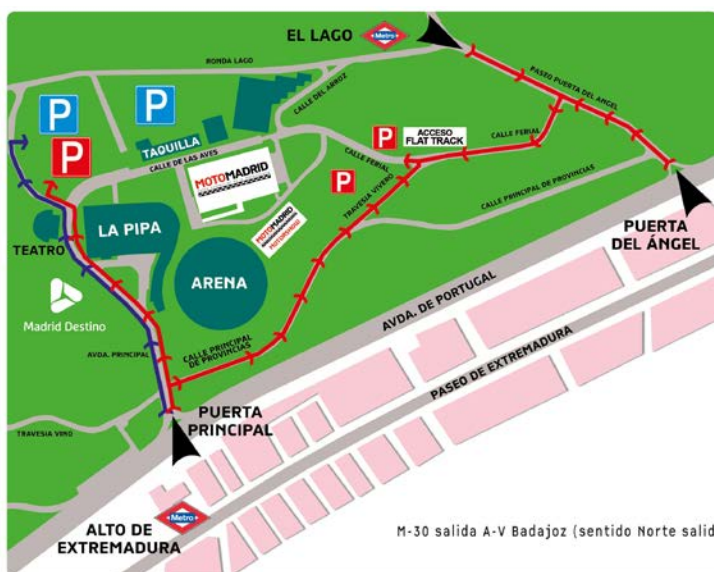 EL LAGO
Metro
RONDA LAGO
PASEO PUERTA DEL ANGEL
P
P
CALLE DEL ARROZ
P
ACCESO
FLAT TRACK
CALLE FERIAL
P
TAQUILLA
CALLE DE LAS AVES
CALLE FERIAL
MOTOMADRID
P
TRAVESIA VIVERO
CALLE PRINCIPAL DE PROVINCIAS
LA PIPA
MOTOMADRID
TEATRO
PUERTA
DEL ÁNGEL
ARENA
Madrid Destino
AVDA. DE PORTUGAL
AVDA. PRINCIPAL
CALLE PRINCIPAL
DE PROVINCIAS
PASEO DE EXTREMADURA
PUERTA
PRINCIPAL
TRAVESIA VINO
Metro
ALTO DE
EXTREMADURA
M-30 salida A-V Badajoz (sentido Norte salid